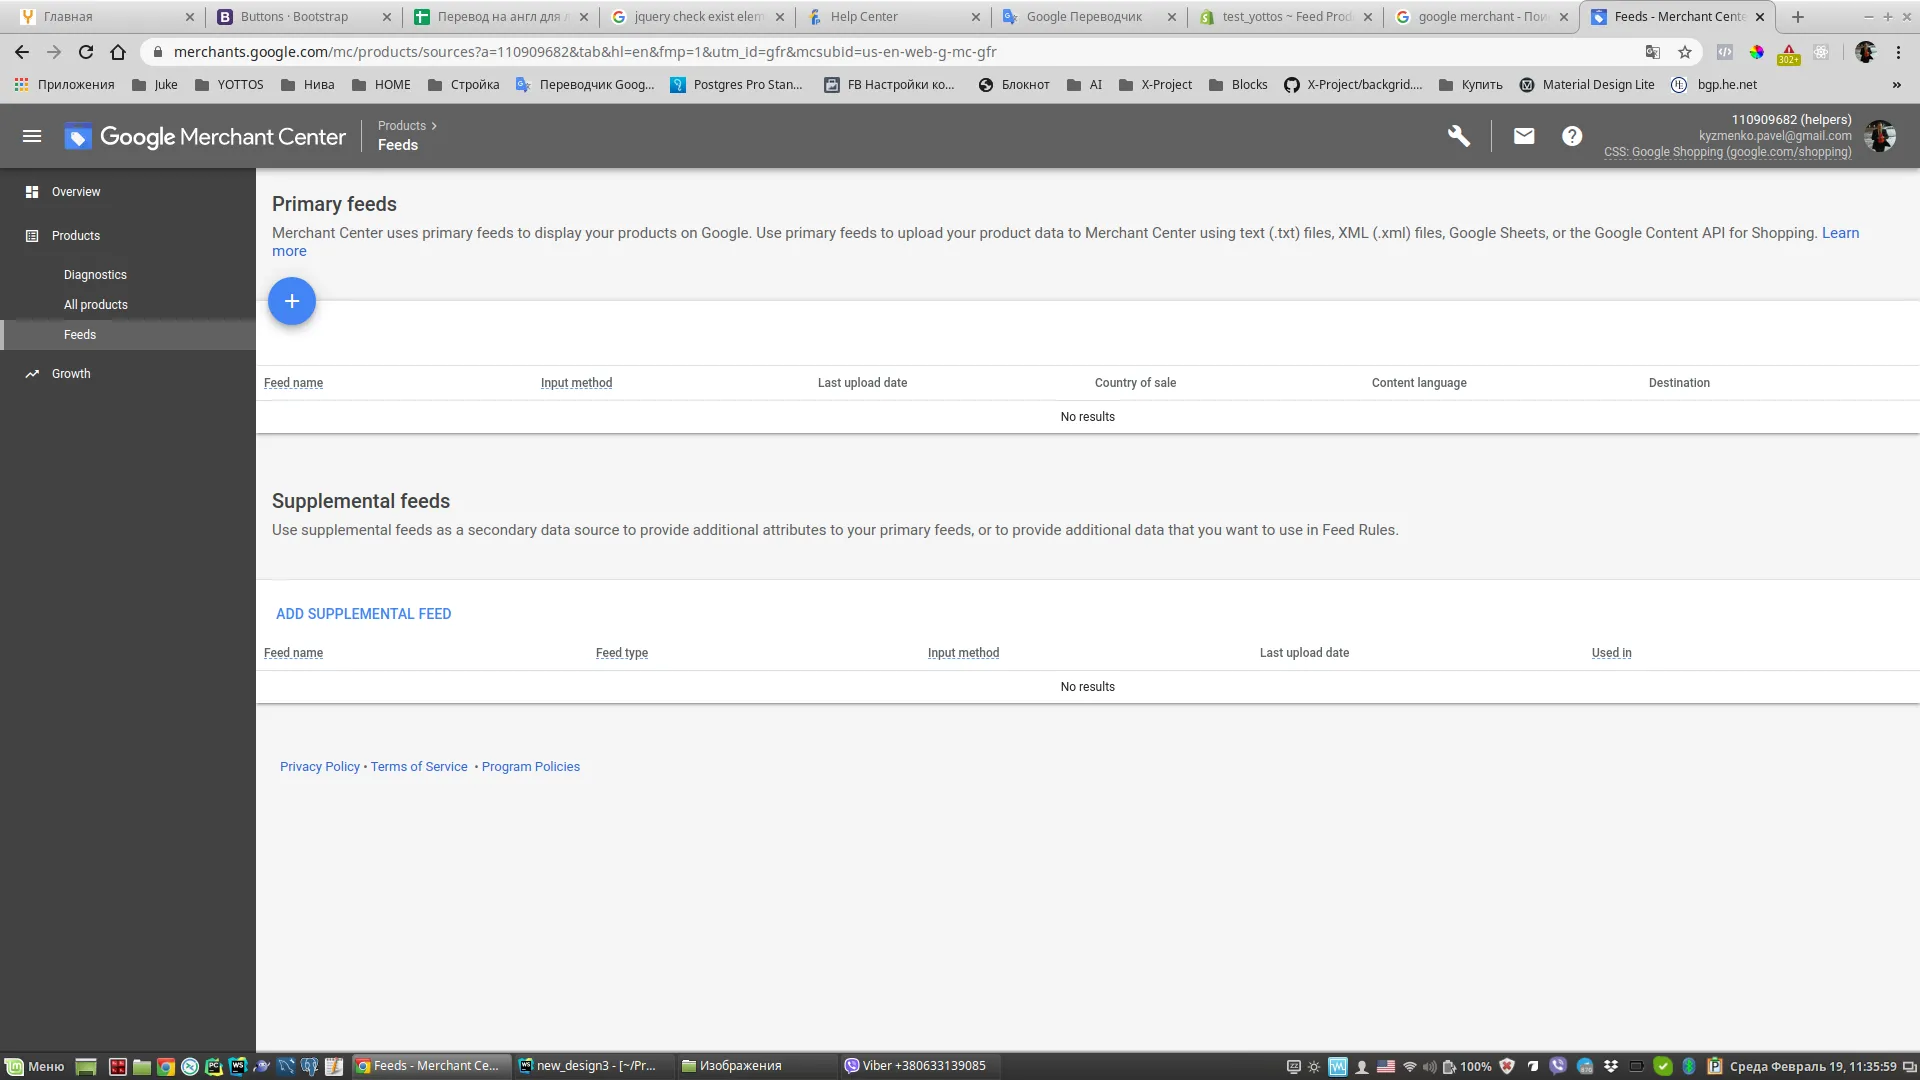 Главная
Buttons · Bootstrap
Перевод на англ для
jquery check exist elem
Help Center
Google Переводчик
test_yottos ~ Feed Prod
google merchant - Пои
Feeds - Merchant Cente
merchants.google.com/mc/products/sources?a=110909682&tab&hl=en&fmp=1&utm_id=gfr&mcsubid=us-en-web-g-mc-gfr
302+
Приложения
Juke
YOTTOS
Нива
HOME
Стройка
Переводчик Goog...
Postgres Pro Stan...
FB Настройки ко...
Блокнот
AI
X-Project
Blocks
X-Project/backgrid....
Купить
Material Design Lite
bgp.he.net
»
Google Merchant Center
Products >
Feeds
110909682 (helpers)
kyzmenko.pavel@gmail.com
CSS: Google Shopping (google.com/shopping)
Overview
Products
Diagnostics
All products
Feeds
Growth
Primary feeds
Merchant Center uses primary feeds to display your products on Google. Use primary feeds to upload your product data to Merchant Center using text (.txt) files, XML (.xml) files, Google Sheets, or the Google Content API for Shopping. Learn
more
+
Feed name Input method Last upload date Country of sale Content language Destination
No results
Supplemental feeds
Use supplemental feeds as a secondary data source to provide additional attributes to your primary feeds, or to provide additional data that you want to use in Feed Rules.
ADD SUPPLEMENTAL FEED
Feed name Feed type Input method Last upload date Used in
No results
Privacy Policy • Terms of Service • Program Policies
Меню
Feeds - Merchant Ce...
new_design3 - [~/Pr...
Изображения
Viber +380633139085
100%
Среда Февраль 19, 11:35:59